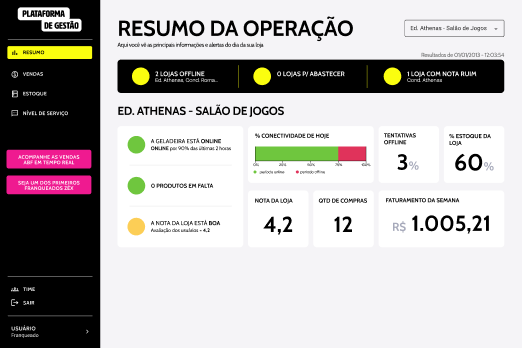 PLATAFORMA
DE GESTÃO
RESUMO
VENDAS
ESTOQUE
NÍVEL DE SERVIÇO
ACOMPANHE AS VENDAS
ABF EM TEMPO REAL
SEJA UM DOS PRIMEIROS
FRANQUEADOS ZÉX
TIME
SAIR
USUÁRIO
Franqueado
RESUMO DA OPERAÇÃO
Aqui você vê as principais informações e alertas do dia da sua loja
Ed. Athenas - Salão de Jogos
Resultados de 01/01/2013 - 12:03:54
2 LOJAS OFFLINE
Ed. Athenas, Cond. Roma...
0 LOJAS P/ ABASTECER
1 LOJA COM NOTA RUIM
Cond. Athenas
ED. ATHENAS - SALÃO DE JOGOS
A GELADEIRA ESTÁ ONLINE
ONLINE por 90% das últimas 2 horas
0 PRODUTOS EM FALTA
A NOTA DA LOJA ESTÁ BOA
Avaliação dos usuários = 4.2
% CONECTIVIDADE DE HOJE
0% 25% 50% 75% 100%
período online período offline
TENTATIVAS
OFFLINE
3%
% ESTOQUE DA
LOJA
60%
NOTA DA LOJA
4,2
QTD DE COMPRAS
12
FATURAMENTO DA SEMANA
R$ 1.005,21